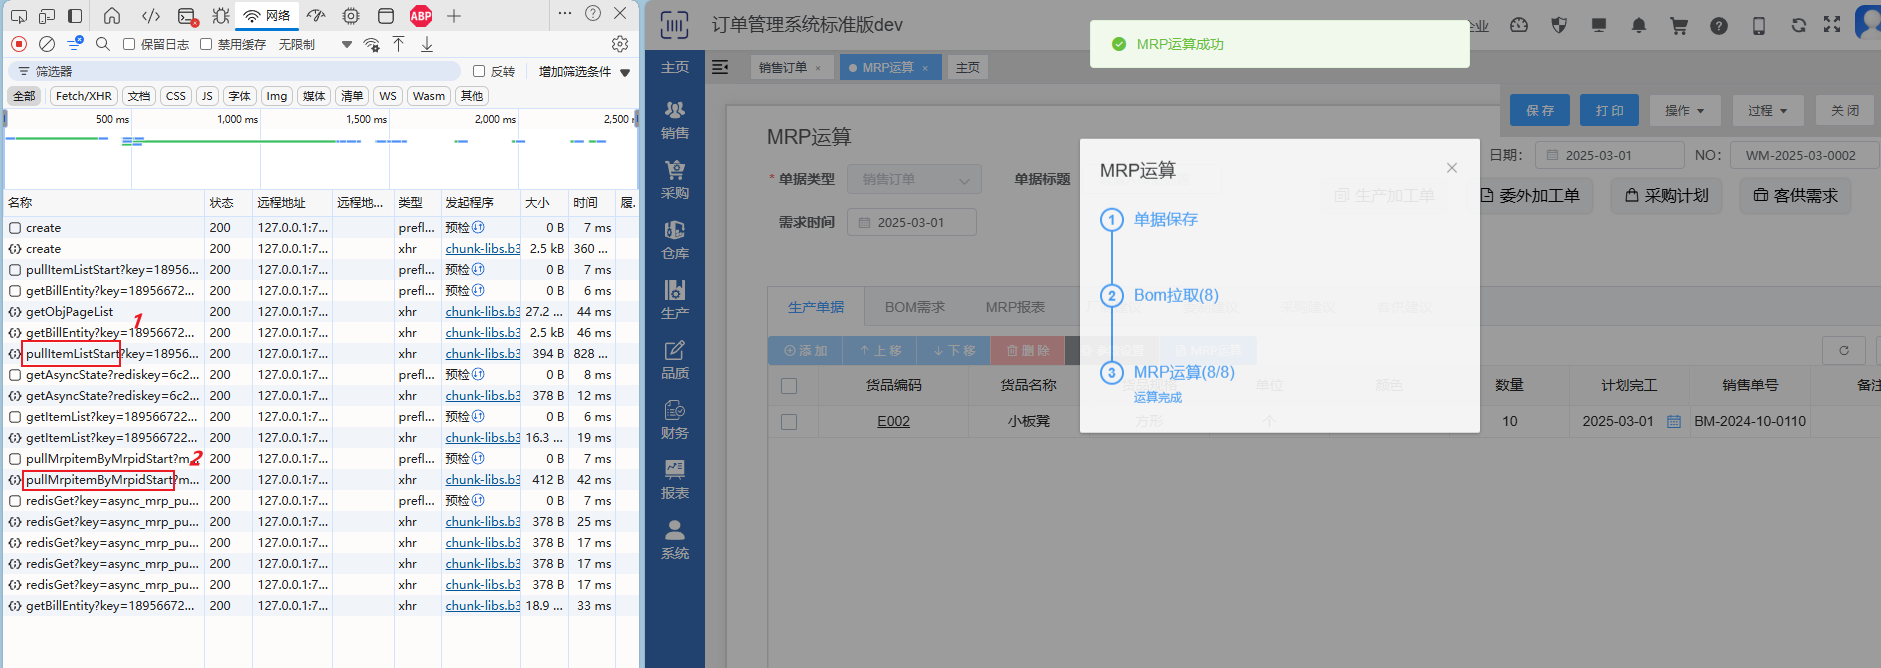 网络
ABP
保留日志
禁用缓存
无限制
筛选器
反转
增加筛选条件
全部
Fetch/XHR
文档
CSS
JS
字体
Img
媒体
清单
WS
Wasm
其他
500 ms
1,000 ms
1,500 ms
2,000 ms
2,500
名称 状态 远程地址 远程地... 类型 发起程序 大小 时间 履.
create 200 127.0.0.1:7... prefl... 预检 0 B 7 ms
create 200 127.0.0.1:7... xhr chunk-libs.b3 2.5 kB 360 ...
pullItemListStart?key=18956... 200 127.0.0.1:7... prefl... 预检 0 B 7 ms
getBillEntity?key=18956672... 200 127.0.0.1:7... prefl... 预检 0 B 6 ms
getObjPageList 200 127.0.0.1:7... xhr chunk-libs.b3 27.2 ... 44 ms
1
getBillEntity?key=18956672... 200 127.0.0.1:7... xhr chunk-libs.b3 2.5 kB 46 ms
pullItemListStart?key=18956... 200 127.0.0.1:7... xhr chunk-libs.b3 394 B 828 ...
getAsyncState?rediskey=6c2... 200 127.0.0.1:7... prefl... 预检 0 B 8 ms
getAsyncState?rediskey=6c2... 200 127.0.0.1:7... xhr chunk-libs.b3 378 B 12 ms
getItemList?key=189566722... 200 127.0.0.1:7... prefl... 预检 0 B 6 ms
getItemList?key=189566722... 200 127.0.0.1:7... xhr chunk-libs.b3 16.3 ... 19 ms
pullMrpitemByMrpidStart?m... 200 127.0.0.1:7... prefl... 预检 0 B 7 ms
2
pullMrpitemByMrpidStart?m... 200 127.0.0.1:7... xhr chunk-libs.b3 412 B 42 ms
redisGet?key=async_mrp_pu... 200 127.0.0.1:7... prefl... 预检 0 B 7 ms
redisGet?key=async_mrp_pu... 200 127.0.0.1:7... xhr chunk-libs.b3 378 B 25 ms
redisGet?key=async_mrp_pu... 200 127.0.0.1:7... xhr chunk-libs.b3 378 B 17 ms
redisGet?key=async_mrp_pu... 200 127.0.0.1:7... xhr chunk-libs.b3 378 B 17 ms
redisGet?key=async_mrp_pu... 200 127.0.0.1:7... xhr chunk-libs.b3 378 B 17 ms
getBillEntity?key=18956672... 200 127.0.0.1:7... xhr chunk-libs.b3 18.9 ... 33 ms
订单管理系统标准版dev
MRP运算成功
企业
主页
销售
采购
仓库
生产
品质
财务
报表
系统
销售订单 ×
MRP运算 ×
主页
保 存
打 印
操作
过程
关 闭
MRP运算
日期：
2025-03-01
NO：
WM-2025-03-0002
* 单据类型
销售订单
单据标题
生产加工单
委外加工单
采购计划
客供需求
需求时间
2025-03-01
生产单据
BOM需求
MRP报表
采购建议
添 加
上 移
下 移
删 除
MRP运算
货品编码 货品名称 单位 颜色 数量 计划完工 销售单号 备注
E002 小板凳 方形 个 10 2025-03-01 BM-2024-10-0110
MRP运算
1 单据保存
2 Bom拉取(8)
3 MRP运算(8/8)
运算完成